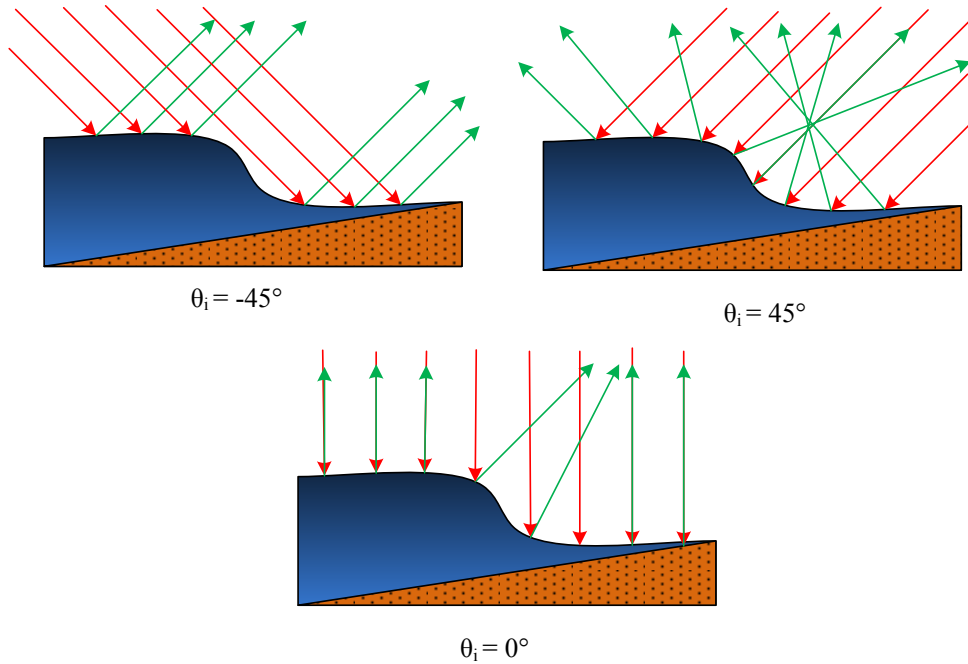 θi = -45°
θi = 45°
θi = 0°